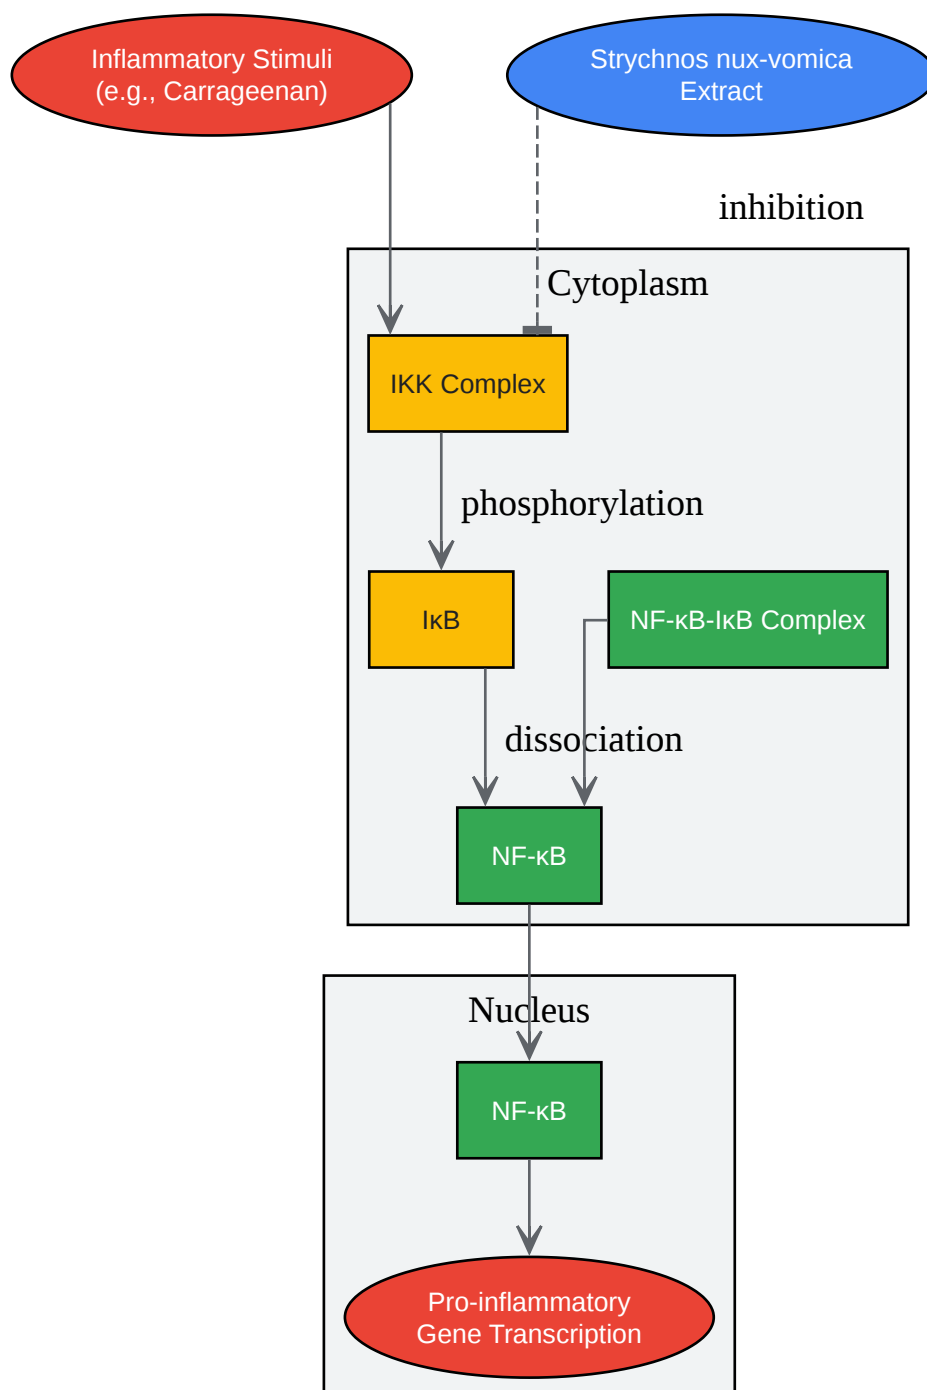 Inflammatory Stimuli
(e.g., Carrageenan)
Strychnos nux-vomica
Extract
inhibition
Cytoplasm
IKK Complex
phosphorylation
IκB
NF-κB-IκB Complex
dissociation
NF-κB
Nucleus
NF-κB
Pro-inflammatory
Gene Transcription